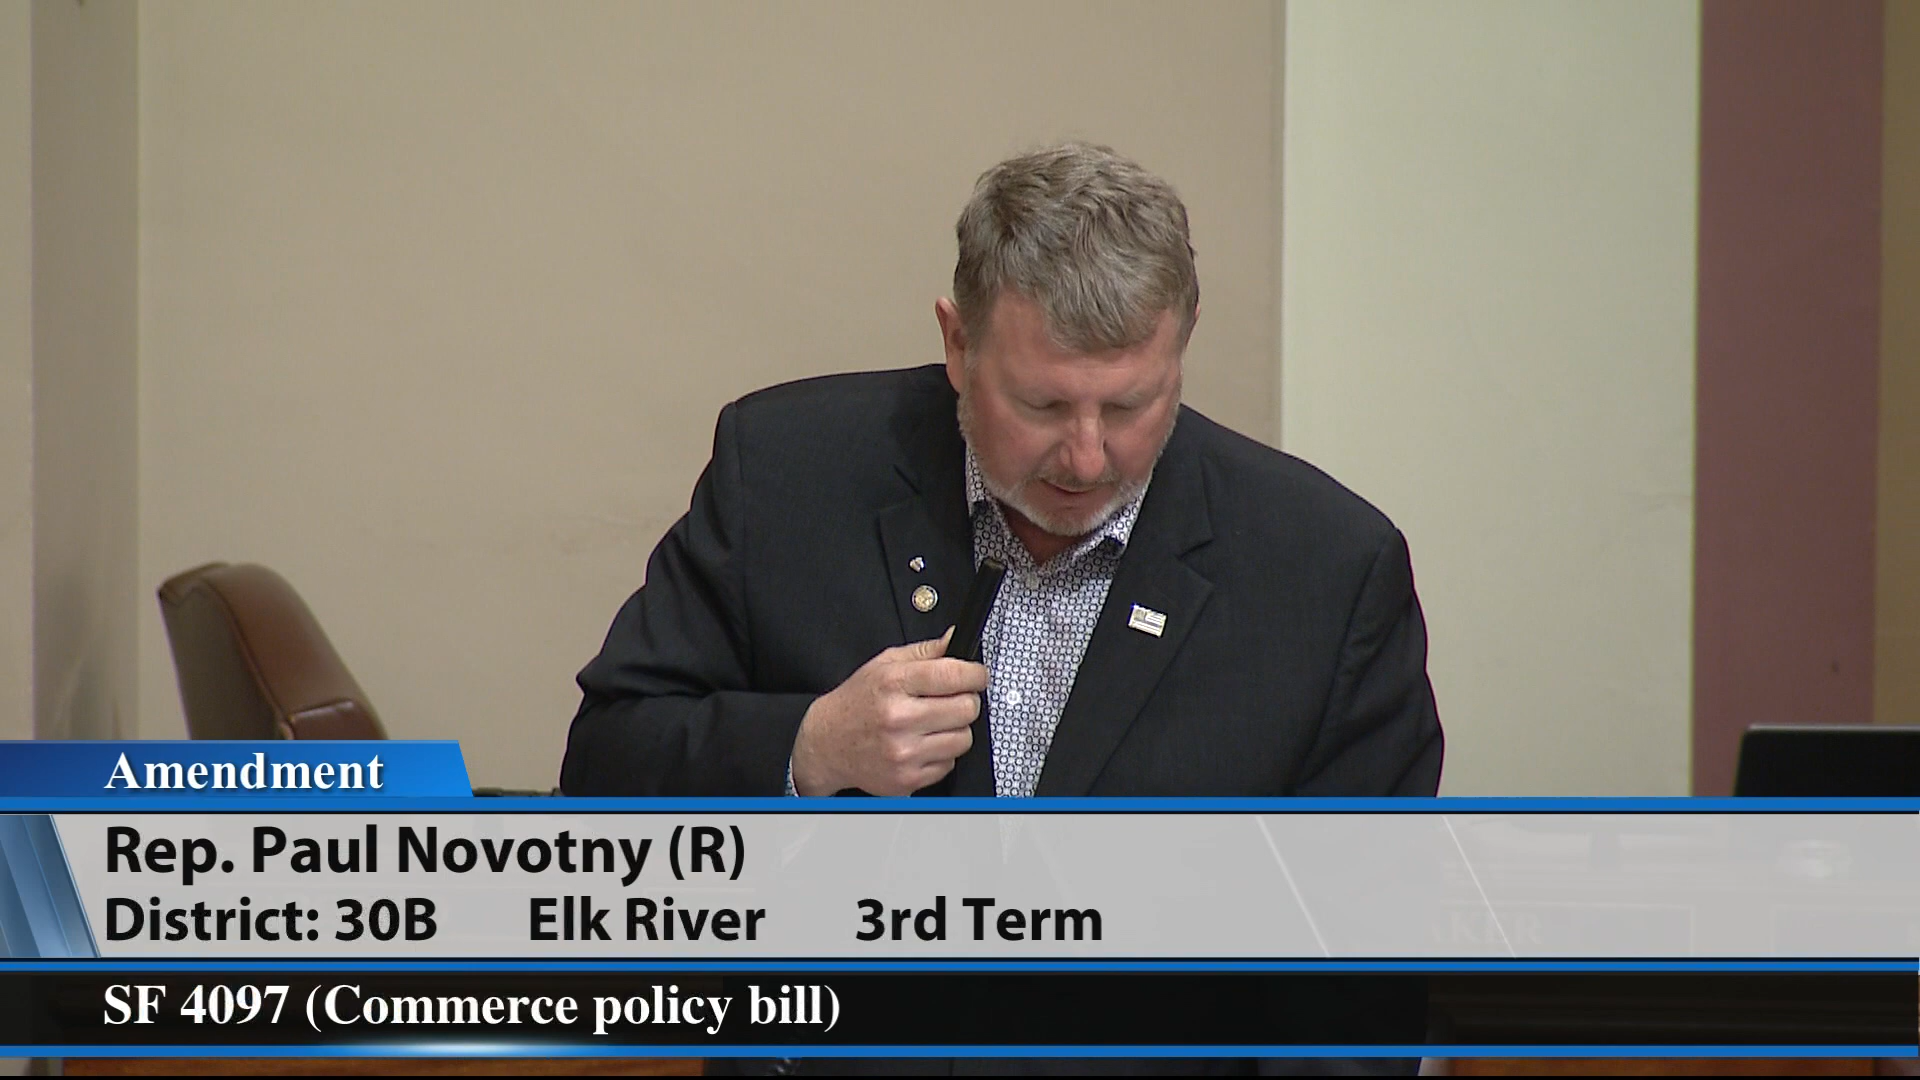 Amendment
Rep. Paul Novotny (R)
District: 30B Elk River 3rd Term
SF 4097 (Commerce policy bill)